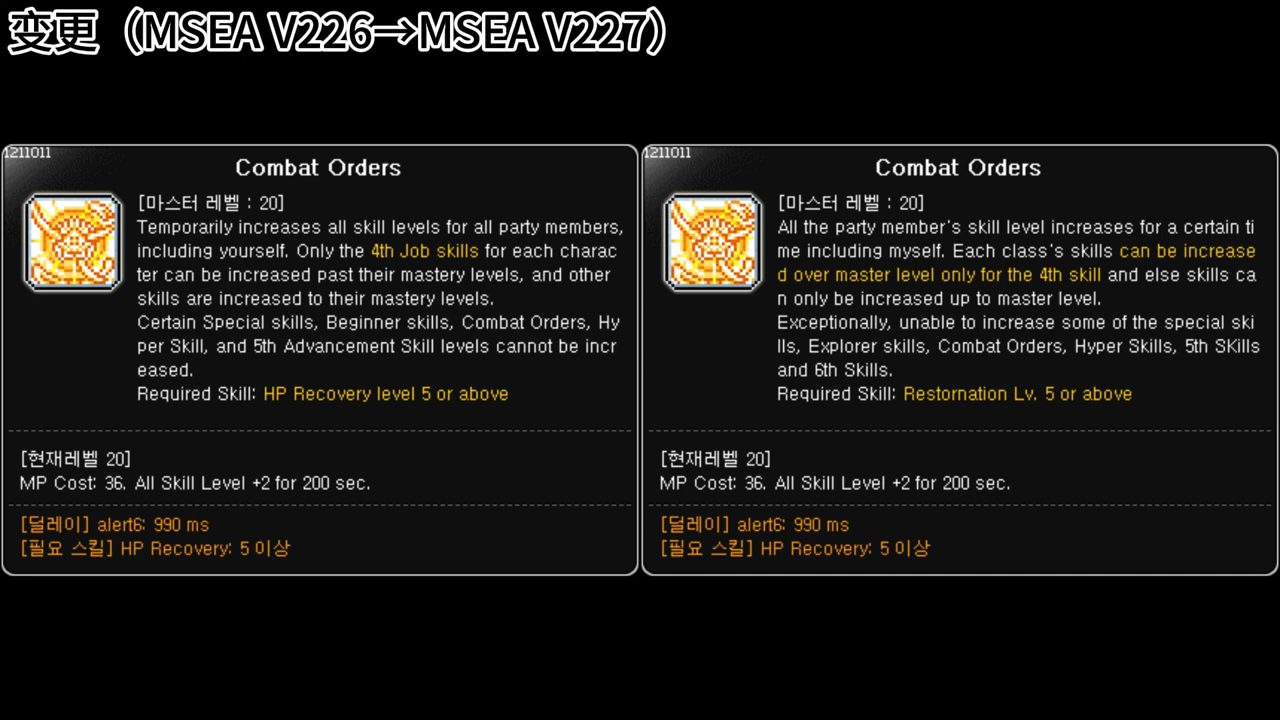 变更（MSEA V226→MSEA V227）
1211011
Combat Orders
[마스터 레벨 : 20]
Temporarily increases all skill levels for all party members,
including yourself. Only the 4th Job skills for each charac
ter can be increased past their mastery levels, and other
skills are increased to their mastery levels.
Certain Special skills, Beginner skills, Combat Orders, Hy
per Skill, and 5th Advancement Skill levels cannot be incr
eased.
Required Skill: HP Recovery level 5 or above
[현재레벨 20]
MP Cost: 36. All Skill Level +2 for 200 sec.
[딜레이] alert6: 990 ms
[필요 스킬] HP Recovery: 5 이상
1211011
Combat Orders
[마스터 레벨 : 20]
All the party member's skill level increases for a certain ti
me including myself. Each class's skills can be increase
d over master level only for the 4th skill and else skills ca
n only be increased up to master level.
Exceptionally, unable to increase some of the special ski
lls, Explorer skills, Combat Orders, Hyper Skills, 5th SKills
and 6th Skills.
Required Skill: Restornation Lv. 5 or above
[현재레벨 20]
MP Cost: 36. All Skill Level +2 for 200 sec.
[딜레이] alert6: 990 ms
[필요 스킬] HP Recovery: 5 이상